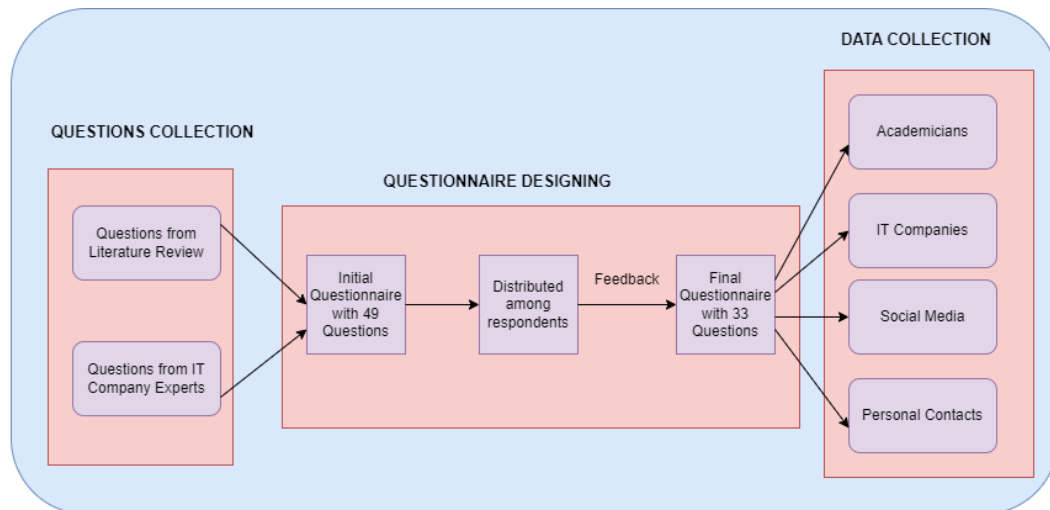 QUESTIONS COLLECTION
Questions from
Literature Review
Questions from IT
Company Experts
QUESTIONNAIRE DESIGNING
Initial
Questionnaire
with 49
Questions
Distributed
among
respondents
Feedback
Final
Questionnaire
with 33
Questions
DATA COLLECTION
Academicians
IT Companies
Social Media
Personal Contacts